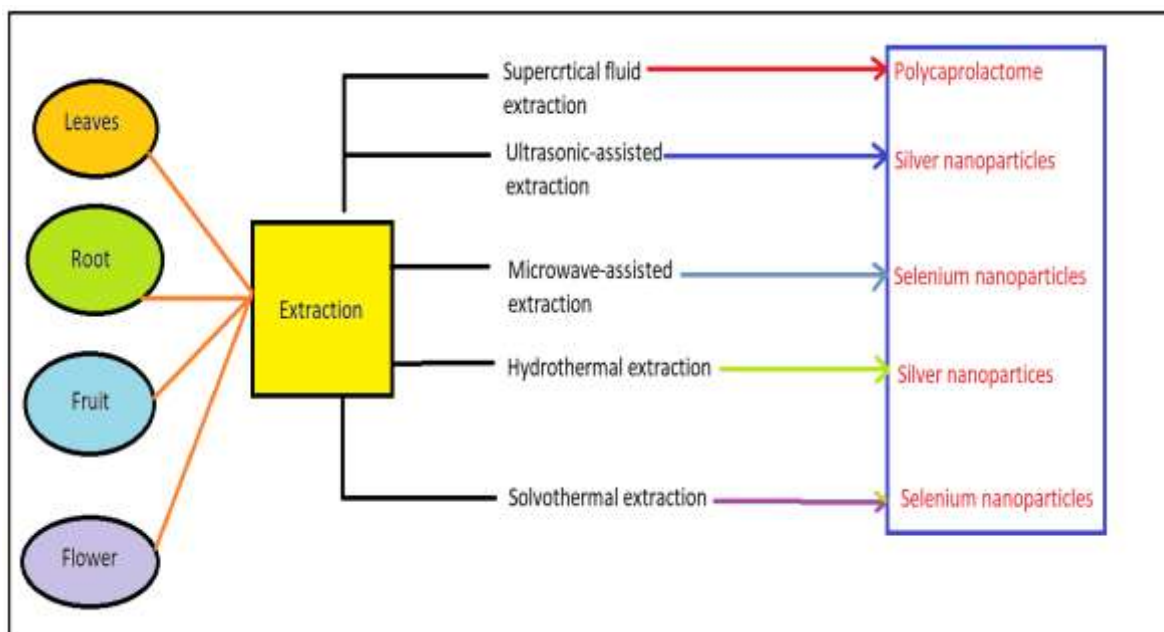 Leaves
Root
Fruit
Flower
Extraction
Supercrtical fluid
extraction
Ultrasonic-assisted
extraction
Microwave-assisted
extraction
Hydrothermal extraction
Solvothermal extraction
Polycaprolactome
Silver nanoparticles
Selenium nanoparticles
Silver nanopartices
Selenium nanoparticles